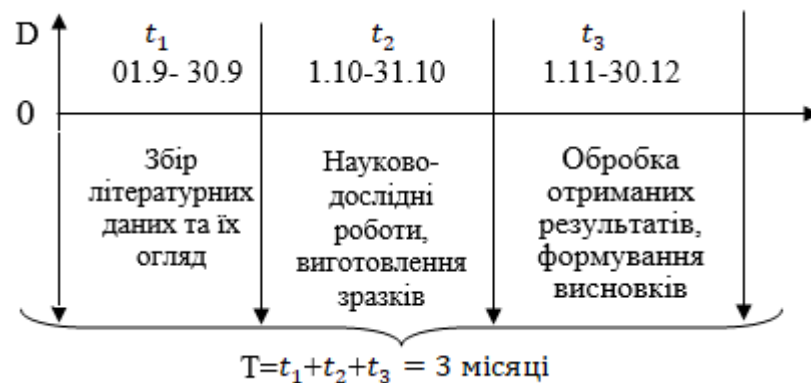 D
t₁
t₂
t₃
01.9- 30.9
1.10-31.10
1.11-30.12
0
Збір
літературних
даних та їх
огляд
Науково-
дослідні
роботи,
виготовлення
зразків
Обробка
отриманих
результатів,
формування
висновків
T=t₁+t₂+t₃ = 3 місяці